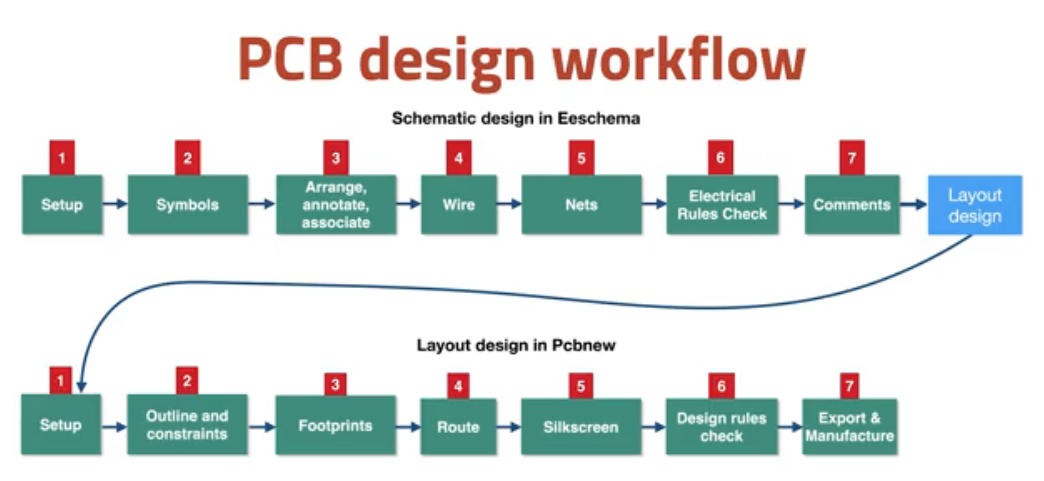 PCB design workflow
Schematic design in Eeschema
1
2
3
4
5
6
7
Setup
Symbols
Arrange,
annotate,
associate
Wire
Nets
Electrical
Rules Check
Comments
Layout
design
Layout design in Pcbnew
1
2
3
4
5
6
7
Setup
Outline and
constraints
Footprints
Route
Silkscreen
Design rules
check
Export &
Manufacture